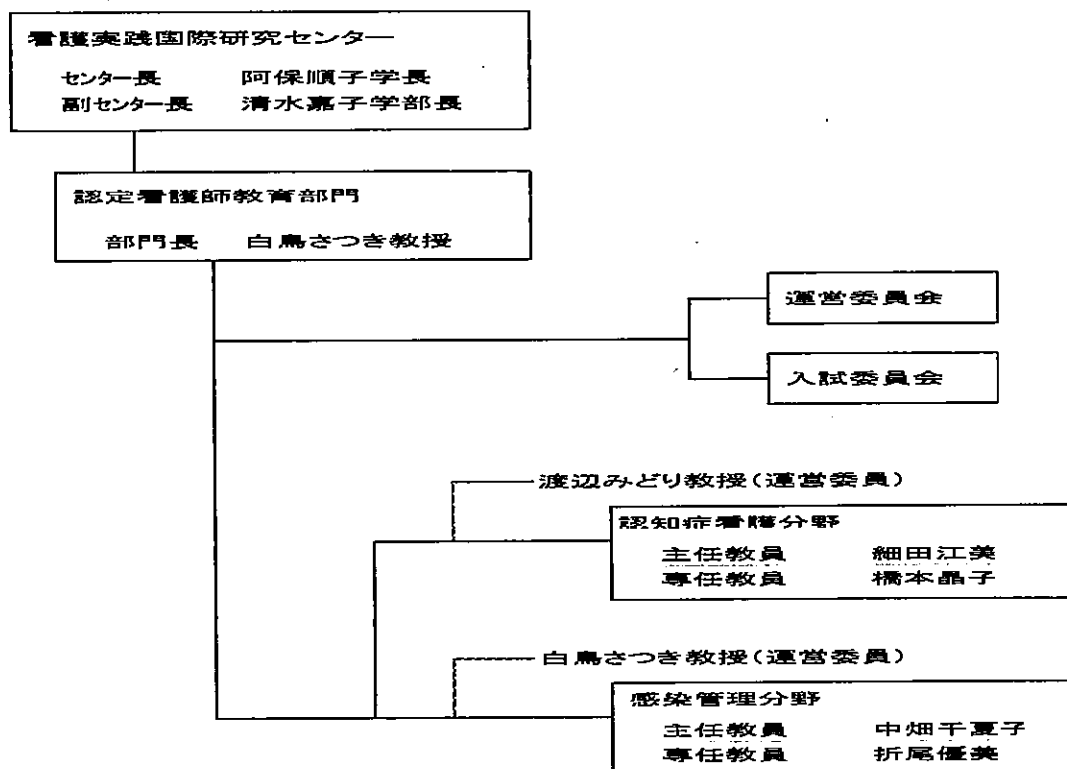 看護実践国際研究センター
センター長 阿保順子学長
副センター長 清水嘉子学部長
認定看護師教育部門
部門長 白鳥さつき教授
運営委員会
入試委員会
渡辺みどり教授(運営委員)
認知症看護分野
主任教員 細田江美
専任教員 橋本晶子
白鳥さつき教授(運営委員)
感染管理分野
主任教員 中畑千夏子
専任教員 折尾優美